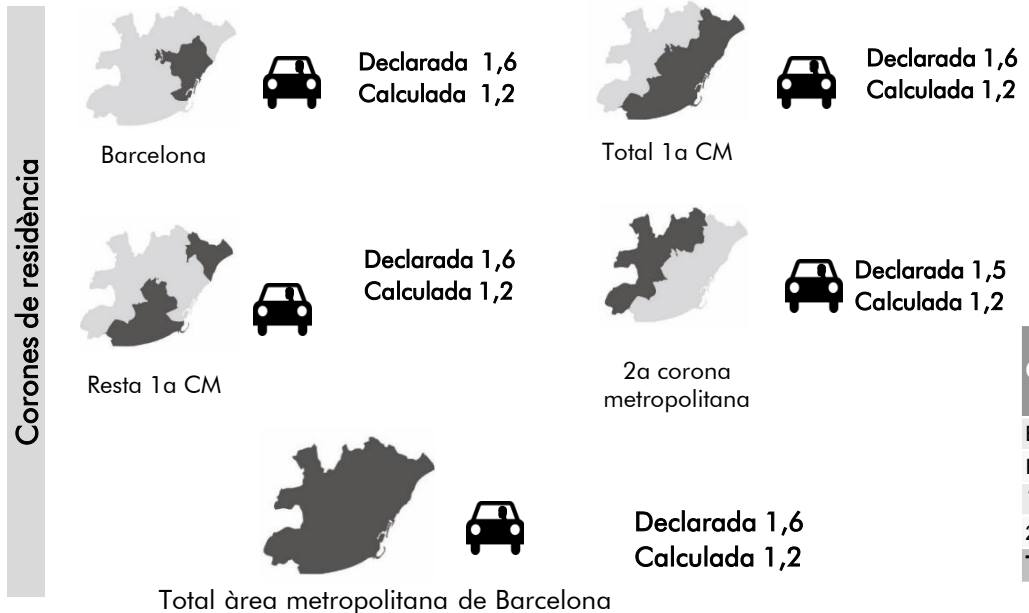 Corones de residència
Declarada 1,6
Calculada 1,2
Barcelona
Declarada 1,6
Calculada 1,2
Total 1a CM
Declarada 1,6
Calculada 1,2
Resta 1a CM
Declarada 1,5
Calculada 1,2
2a corona
metropolitana
Declarada 1,6
Calculada 1,2
Total àrea metropolitana de Barcelona